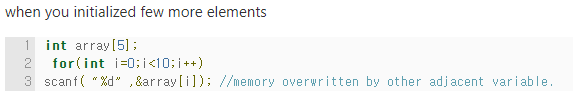 when you initialized few more elements
1 int array[5];
2 for(int i=0;i<10;i++)
3 scanf( “%d” ,&array[i]); //memory overwritten by other adjacent variable.